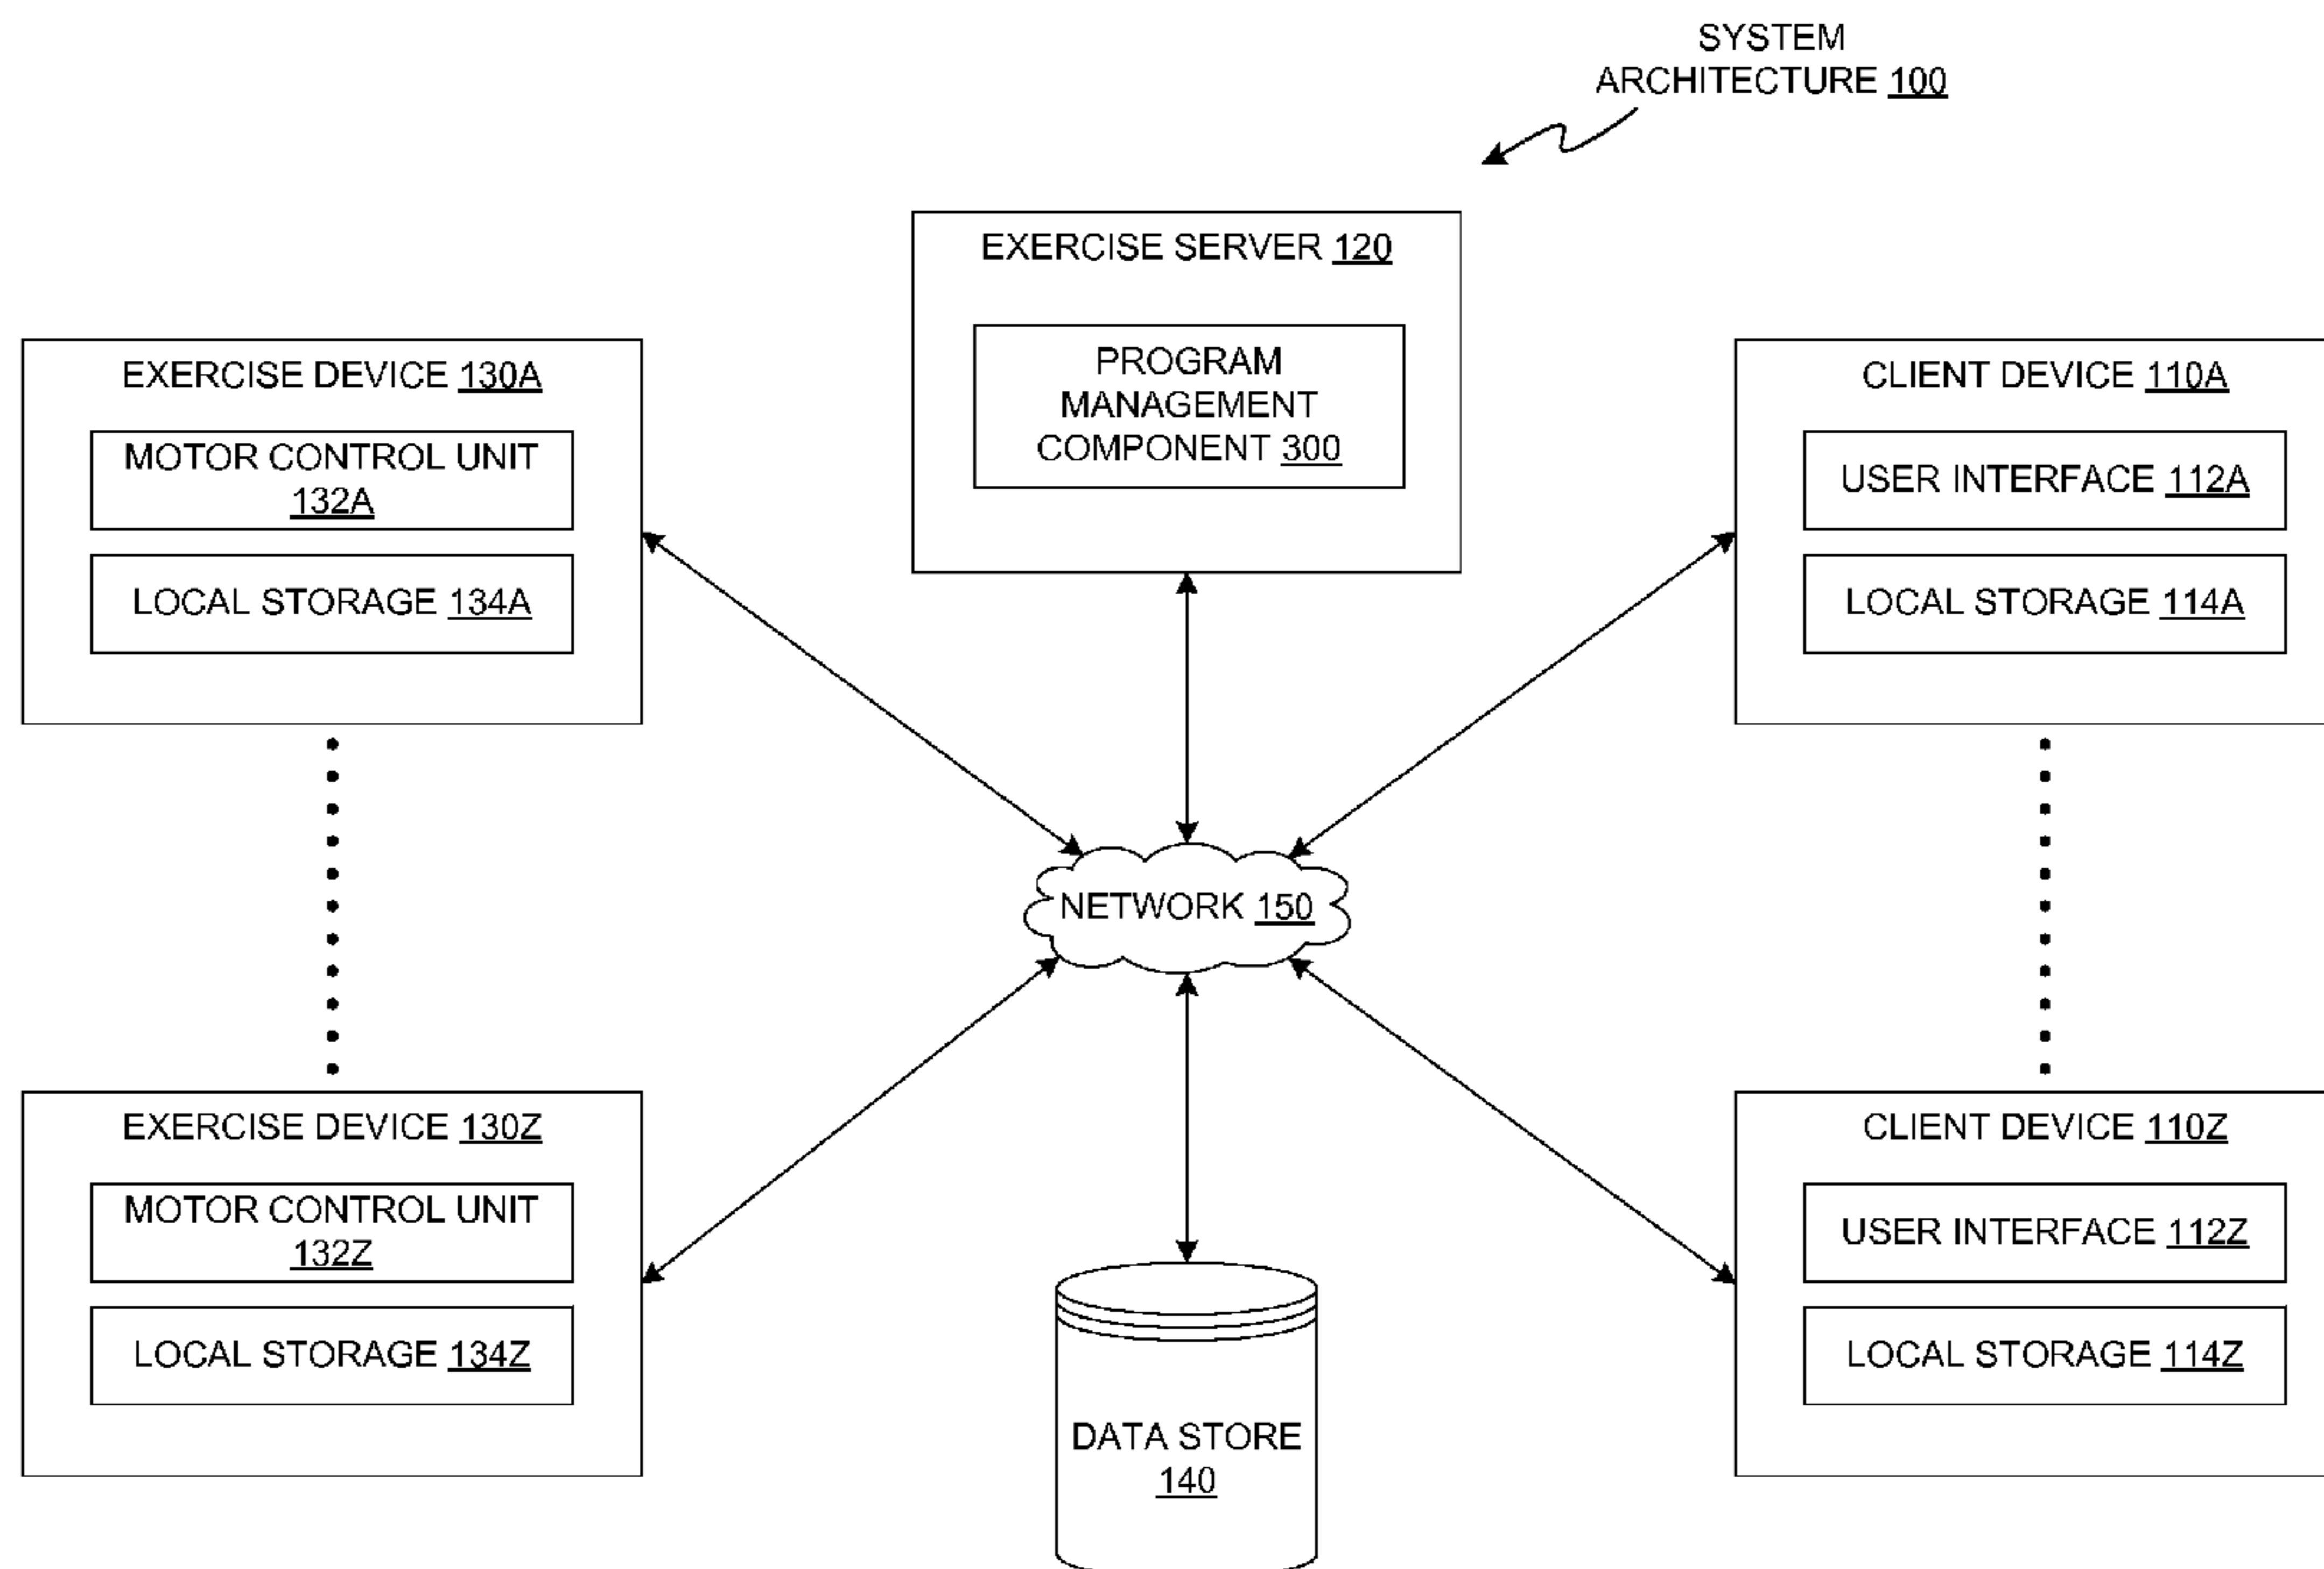 SYSTEM
ARCHITECTURE 100
EXERCISE SERVER 120
PROGRAM
MANAGEMENT
COMPONENT 300
EXERCISE DEVICE 130A
MOTOR CONTROL UNIT
132A
LOCAL STORAGE 134A
CLIENT DEVICE 110A
USER INTERFACE 112A
LOCAL STORAGE 114A
NETWORK 150
EXERCISE DEVICE 130Z
MOTOR CONTROL UNIT
132Z
LOCAL STORAGE 134Z
DATA STORE
140
CLIENT DEVICE 110Z
USER INTERFACE 112Z
LOCAL STORAGE 114Z